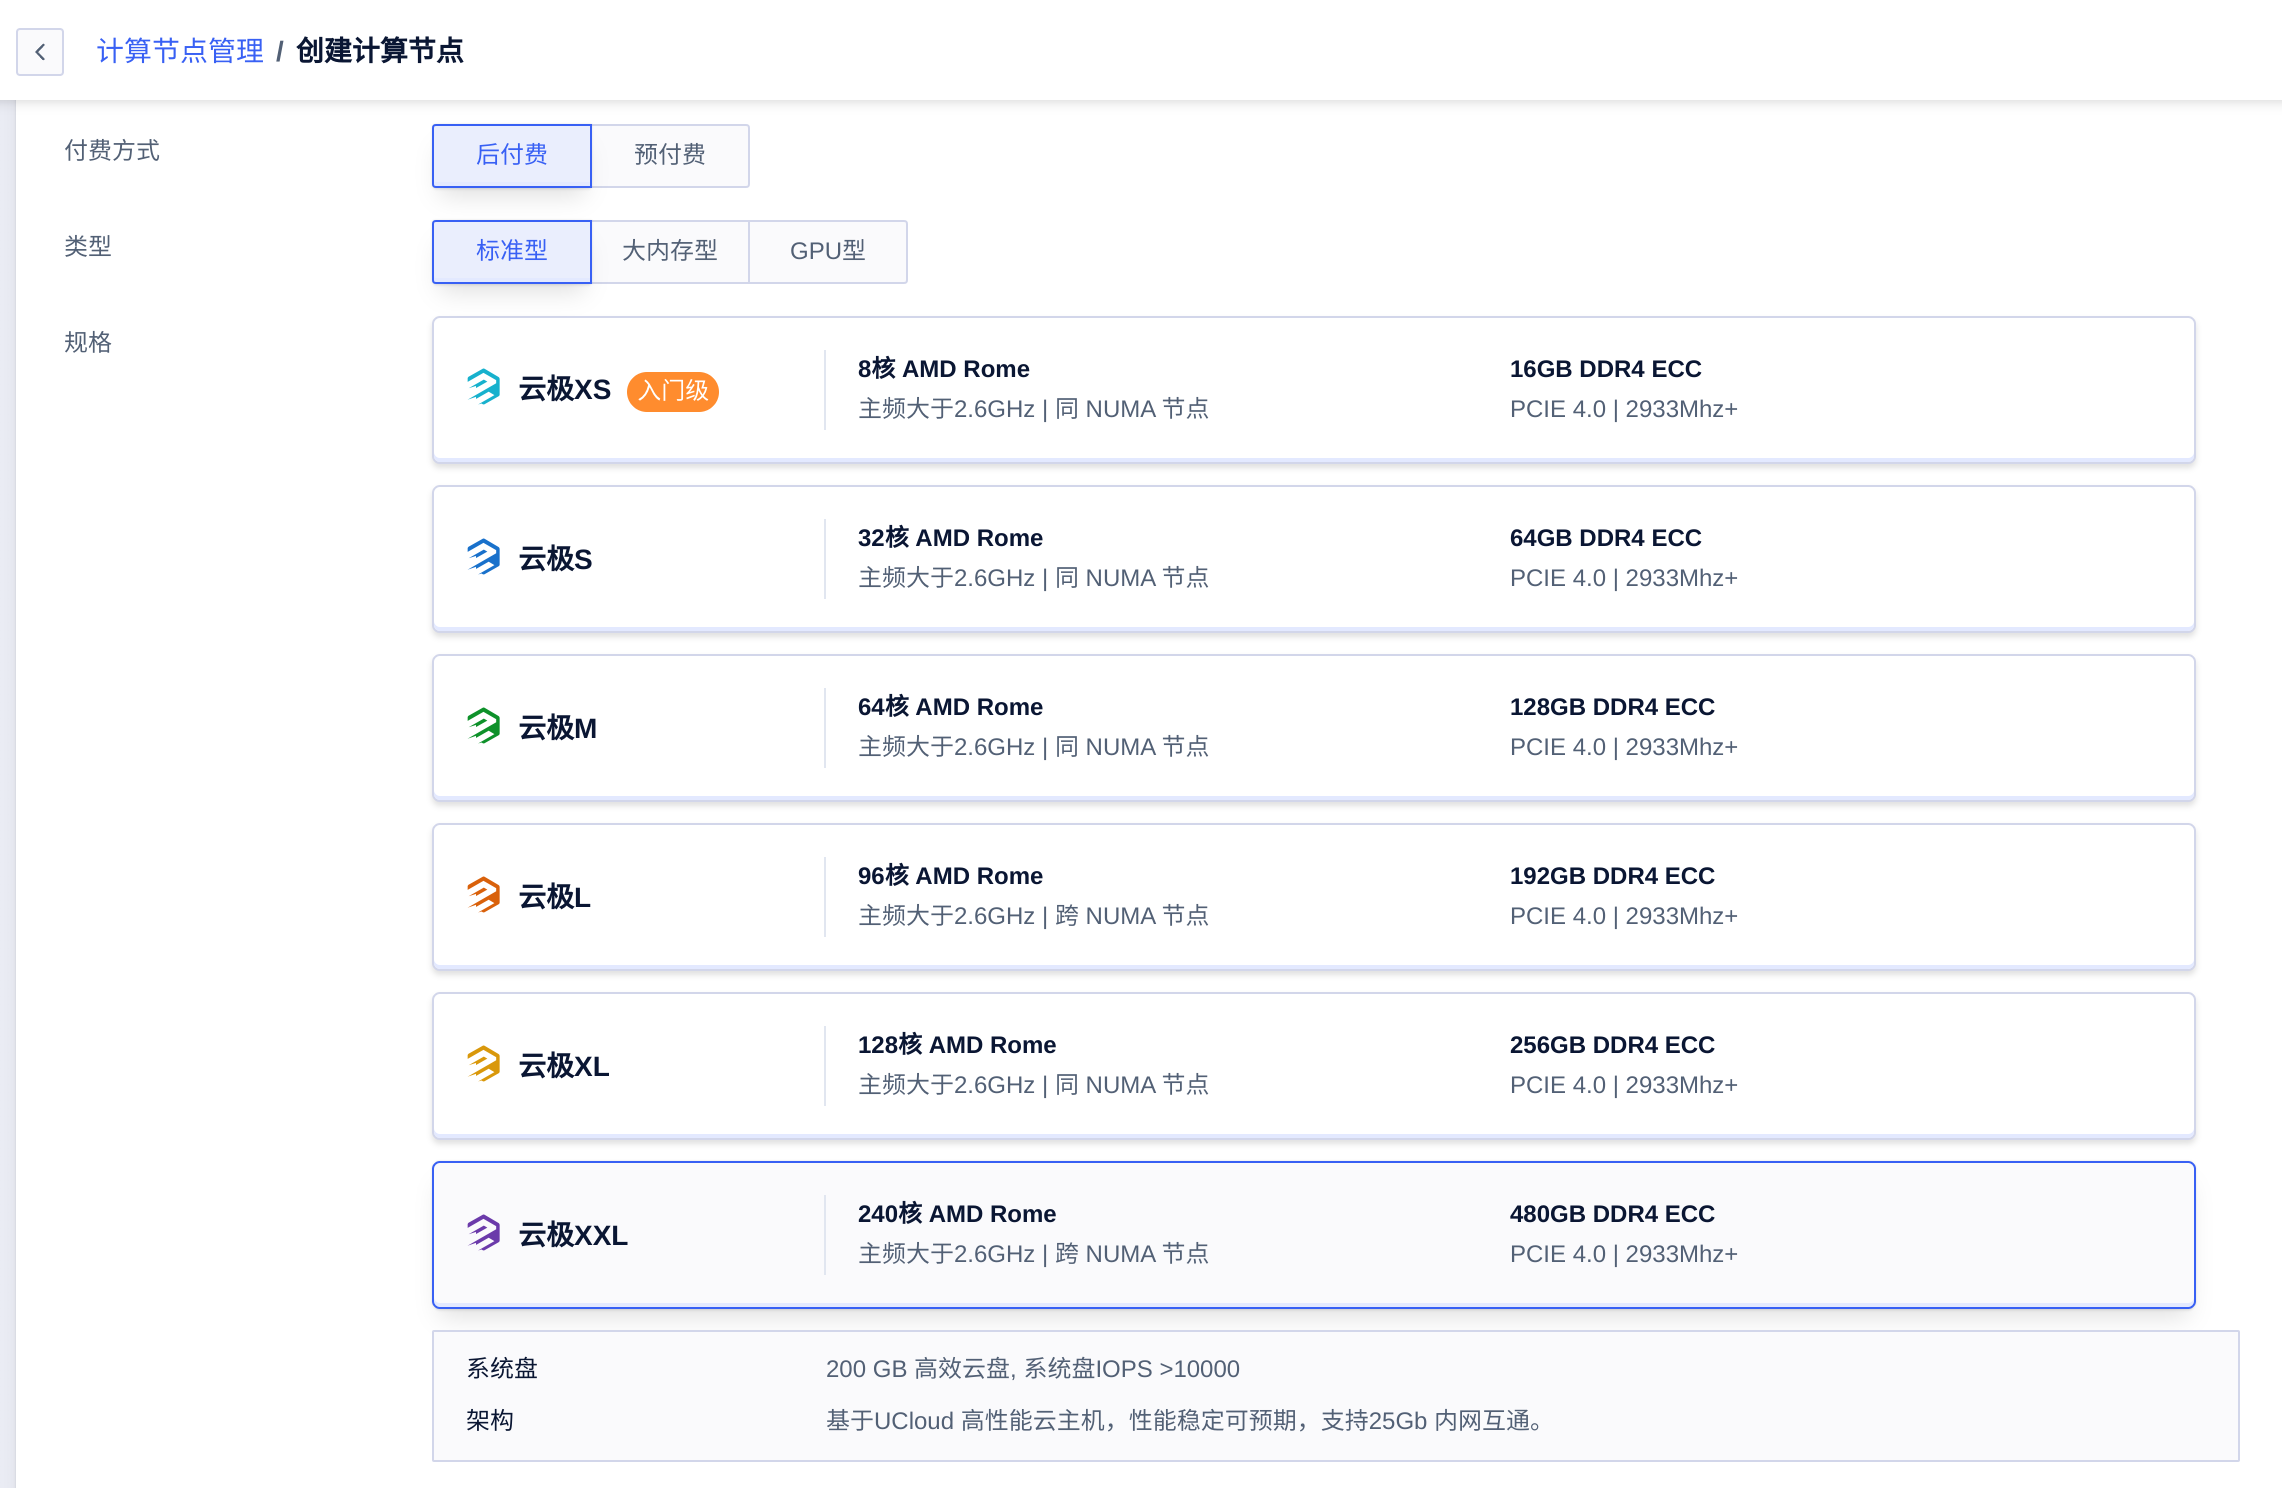 计算节点管理 / 创建计算节点
付费方式
后付费 预付费
类型
标准型 大内存型 GPU型
规格
云极XS 入门级
8核 AMD Rome
主频大于2.6GHz | 同 NUMA 节点
16GB DDR4 ECC
PCIE 4.0 | 2933Mhz+
云极S
32核 AMD Rome
主频大于2.6GHz | 同 NUMA 节点
64GB DDR4 ECC
PCIE 4.0 | 2933Mhz+
云极M
64核 AMD Rome
主频大于2.6GHz | 同 NUMA 节点
128GB DDR4 ECC
PCIE 4.0 | 2933Mhz+
云极L
96核 AMD Rome
主频大于2.6GHz | 跨 NUMA 节点
192GB DDR4 ECC
PCIE 4.0 | 2933Mhz+
云极XL
128核 AMD Rome
主频大于2.6GHz | 同 NUMA 节点
256GB DDR4 ECC
PCIE 4.0 | 2933Mhz+
云极XXL
240核 AMD Rome
主频大于2.6GHz | 跨 NUMA 节点
480GB DDR4 ECC
PCIE 4.0 | 2933Mhz+
系统盘 200 GB 高效云盘, 系统盘IOPS >10000
架构 基于UCloud 高性能云主机，性能稳定可预期，支持25Gb 内网互通。